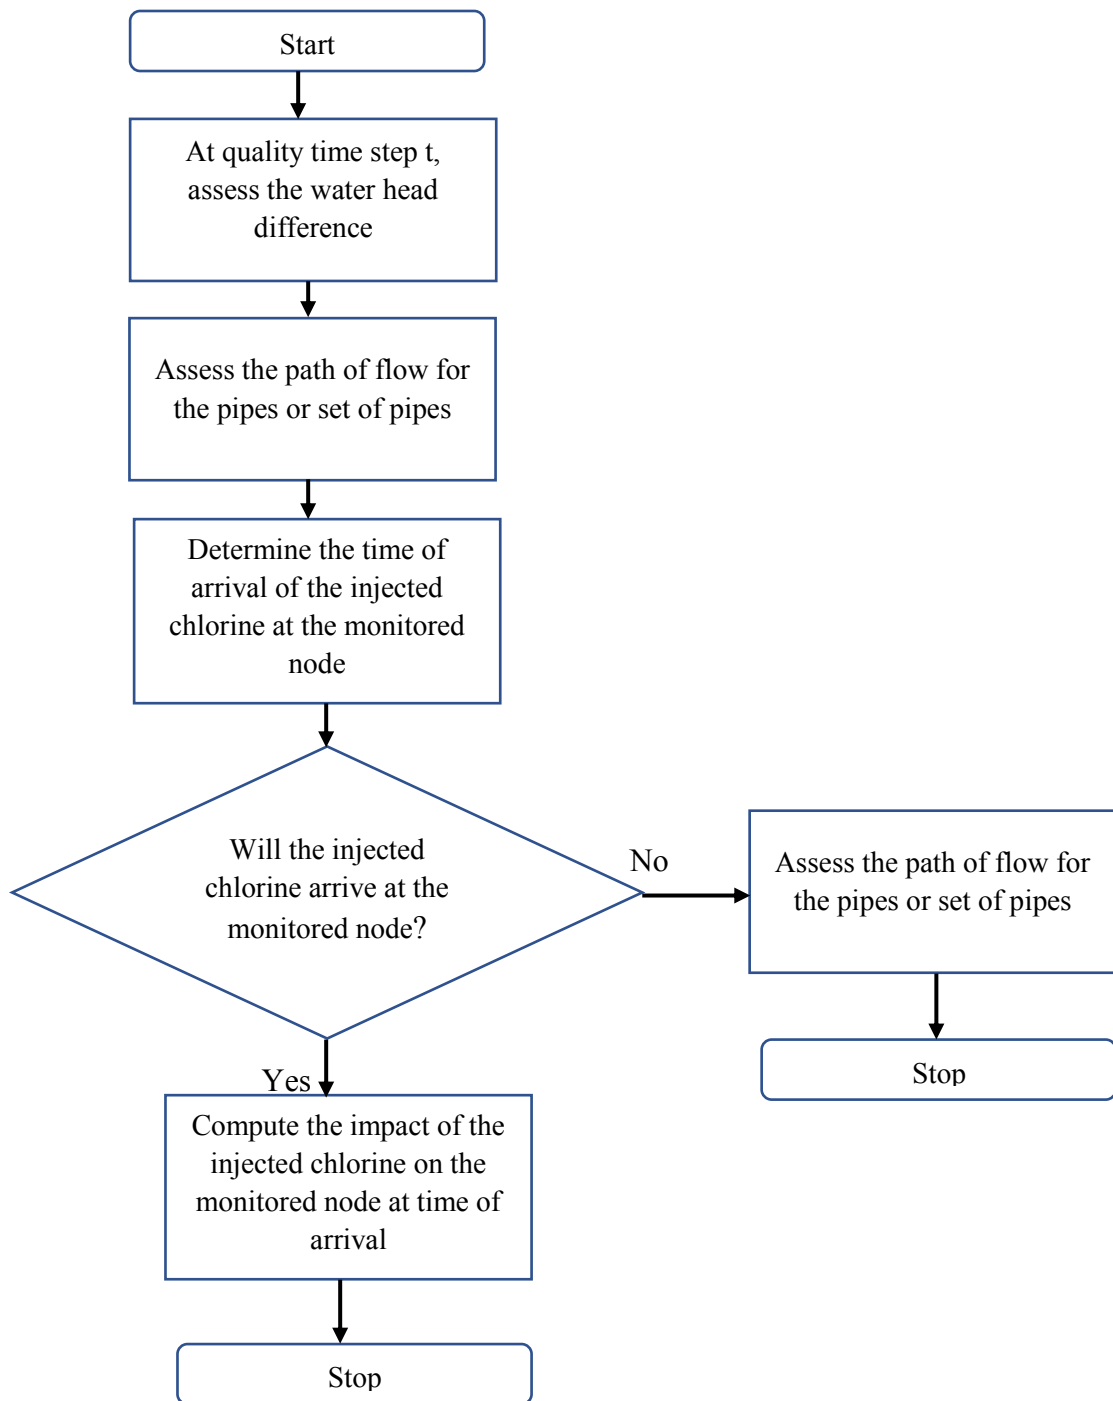 Start
At quality time step t,
assess the water head
difference
Assess the path of flow for
the pipes or set of pipes
Determine the time of
arrival of the injected
chlorine at the monitored
node
Will the injected
chlorine arrive at the
monitored node?
No
Assess the path of flow for
the pipes or set of pipes
Stop
Yes
Compute the impact of the
injected chlorine on the
monitored node at time of
arrival
Stop